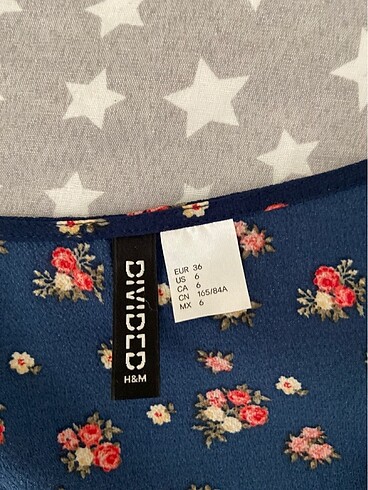 DIVIDED
H&M
EUR 36
US 6
CA 6
CN 165/84A
MX 6